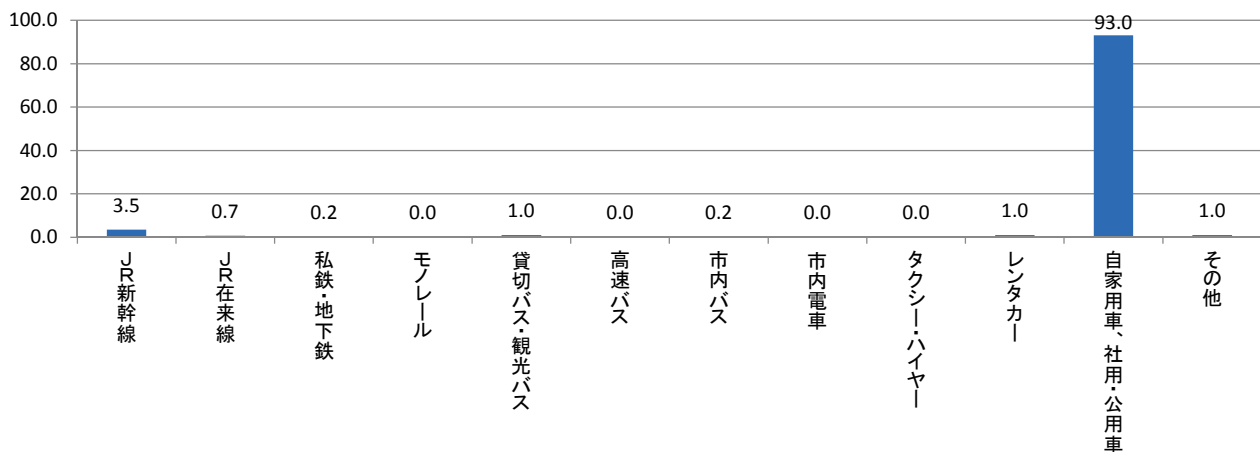 100.0
80.0
60.0
40.0
20.0
0.0
3.5
0.7
0.2
0.0
1.0
0.0
0.2
0.0
0.0
1.0
93.0
1.0
ＪＲ新幹線
ＪＲ在来線
私鉄・地下鉄
モノレール
貸切バス・観光バス
高速バス
市内バス
市内電車
タクシー・ハイヤー
レンタカー
自家用車、社用・公用車
その他